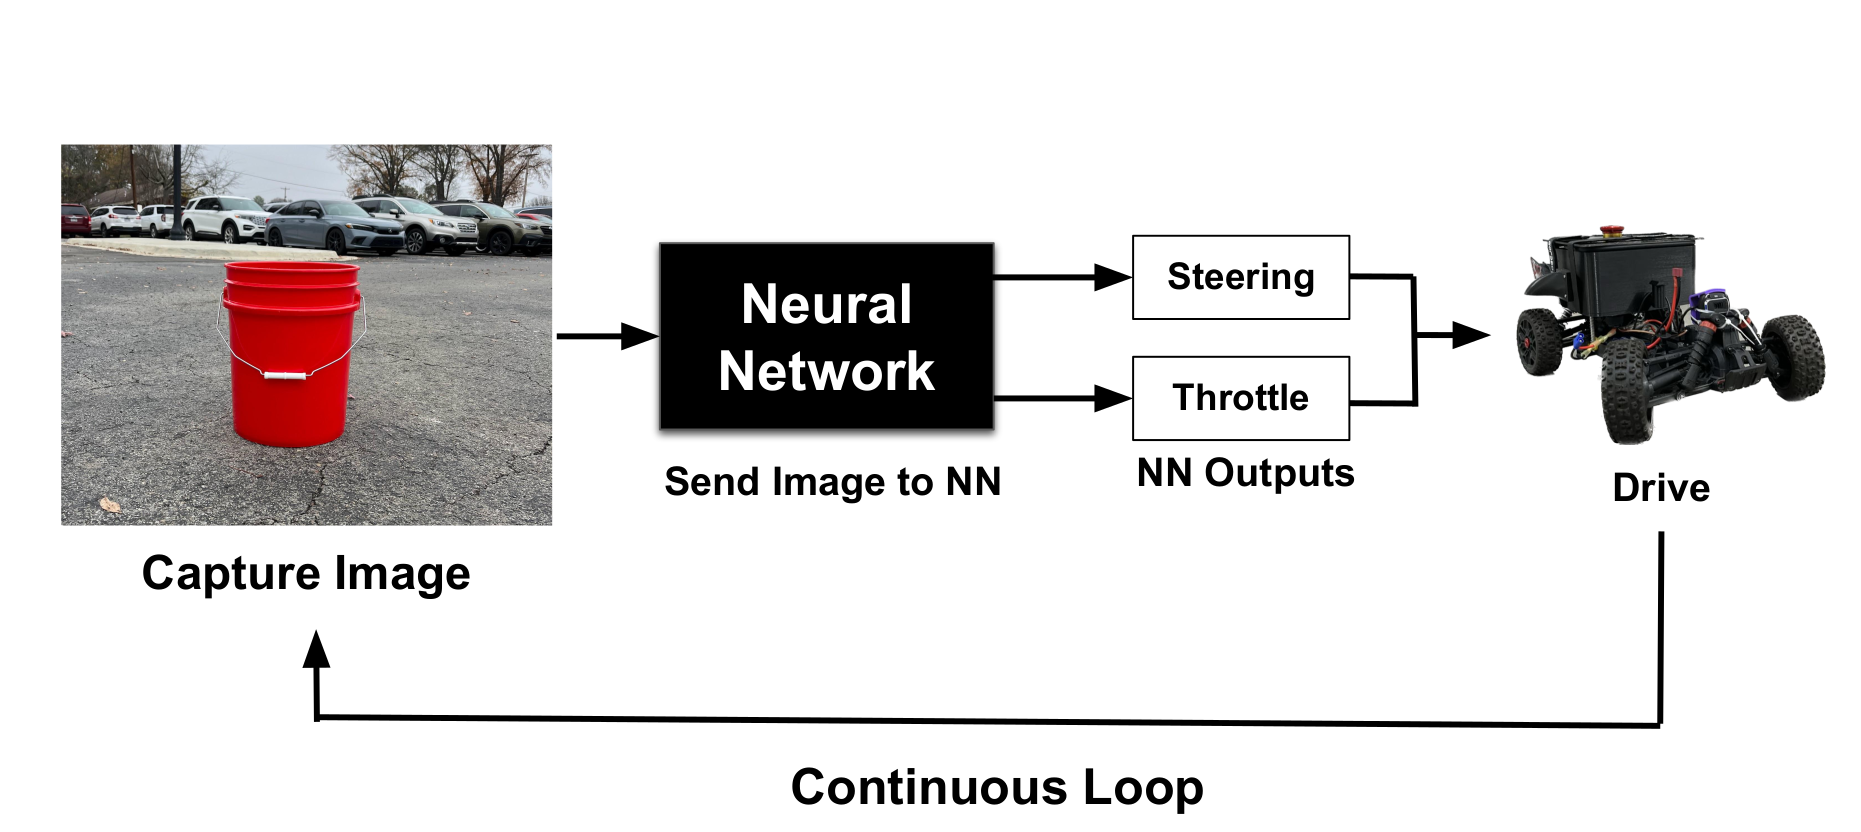 Neural
Network
Steering
Throttle
Send Image to NN
NN Outputs
Drive
Capture Image
Continuous Loop